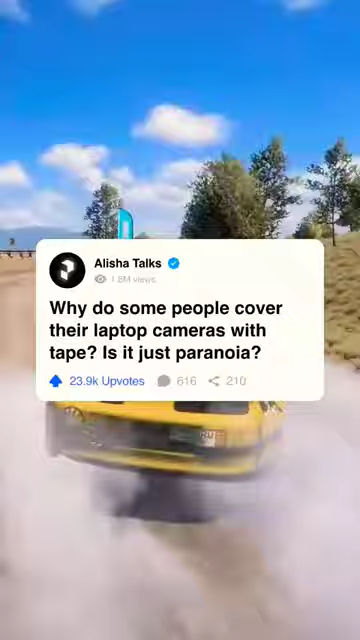 Alisha Talks
1.8M views
Why do some people cover
their laptop cameras with
tape? Is it just paranoia?
23.9k Upvotes 616 210